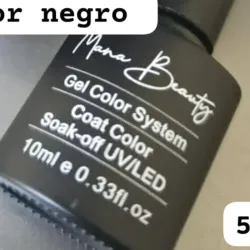 or negro
Mana Beauty
Gel Color System
Coat Color
Soak-off UV/LED
10ml e 0.33fl.oz
5